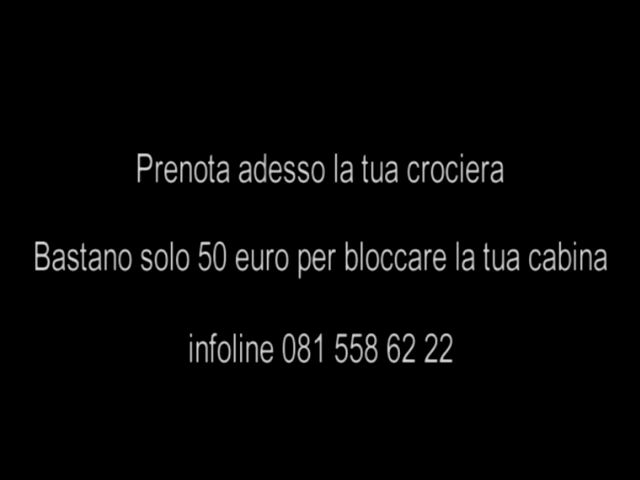 Prenota adesso la tua crociera
Bastano solo 50 euro per bloccare la tua cabina
infoline 081 558 62 22